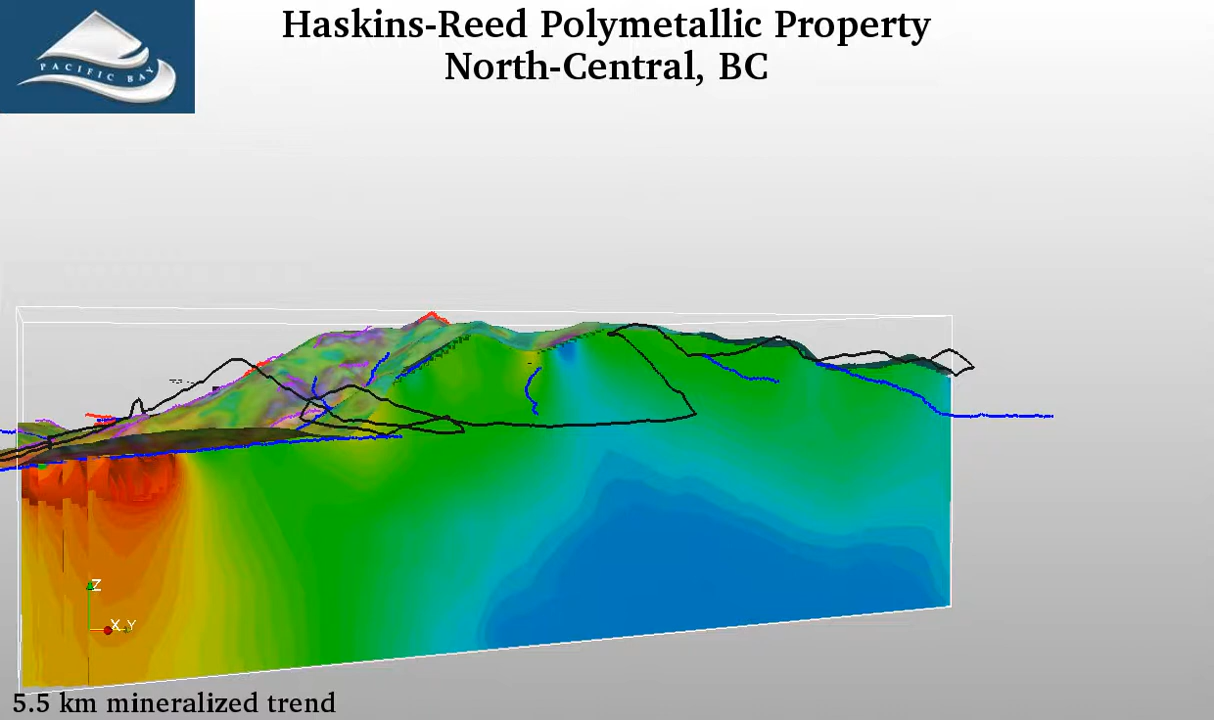 PACIFIC BAY
Haskins-Reed Polymetallic Property
North-Central, BC
Z
X Y
5.5 km mineralized trend